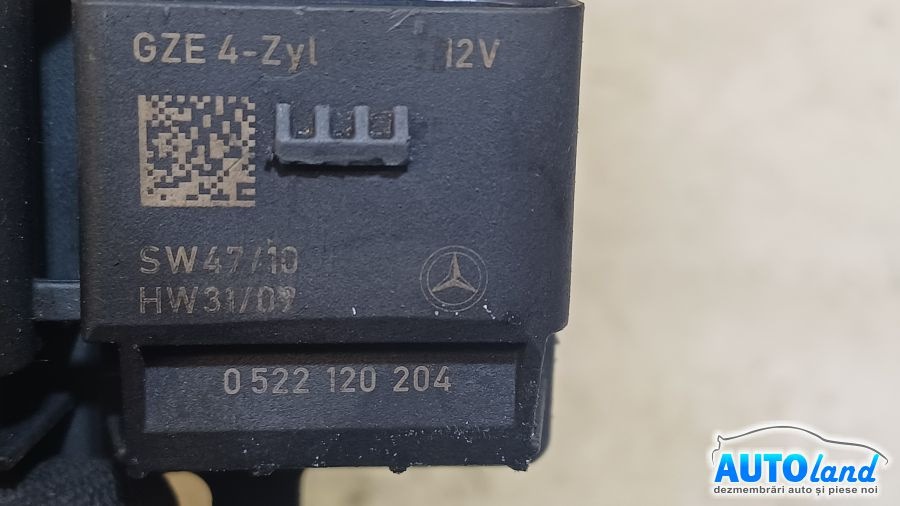 GZE 4-Zyl 12V
SW47/10
HW31/09
0 522 120 204
AUTOland
dezmembrări auto și piese noi